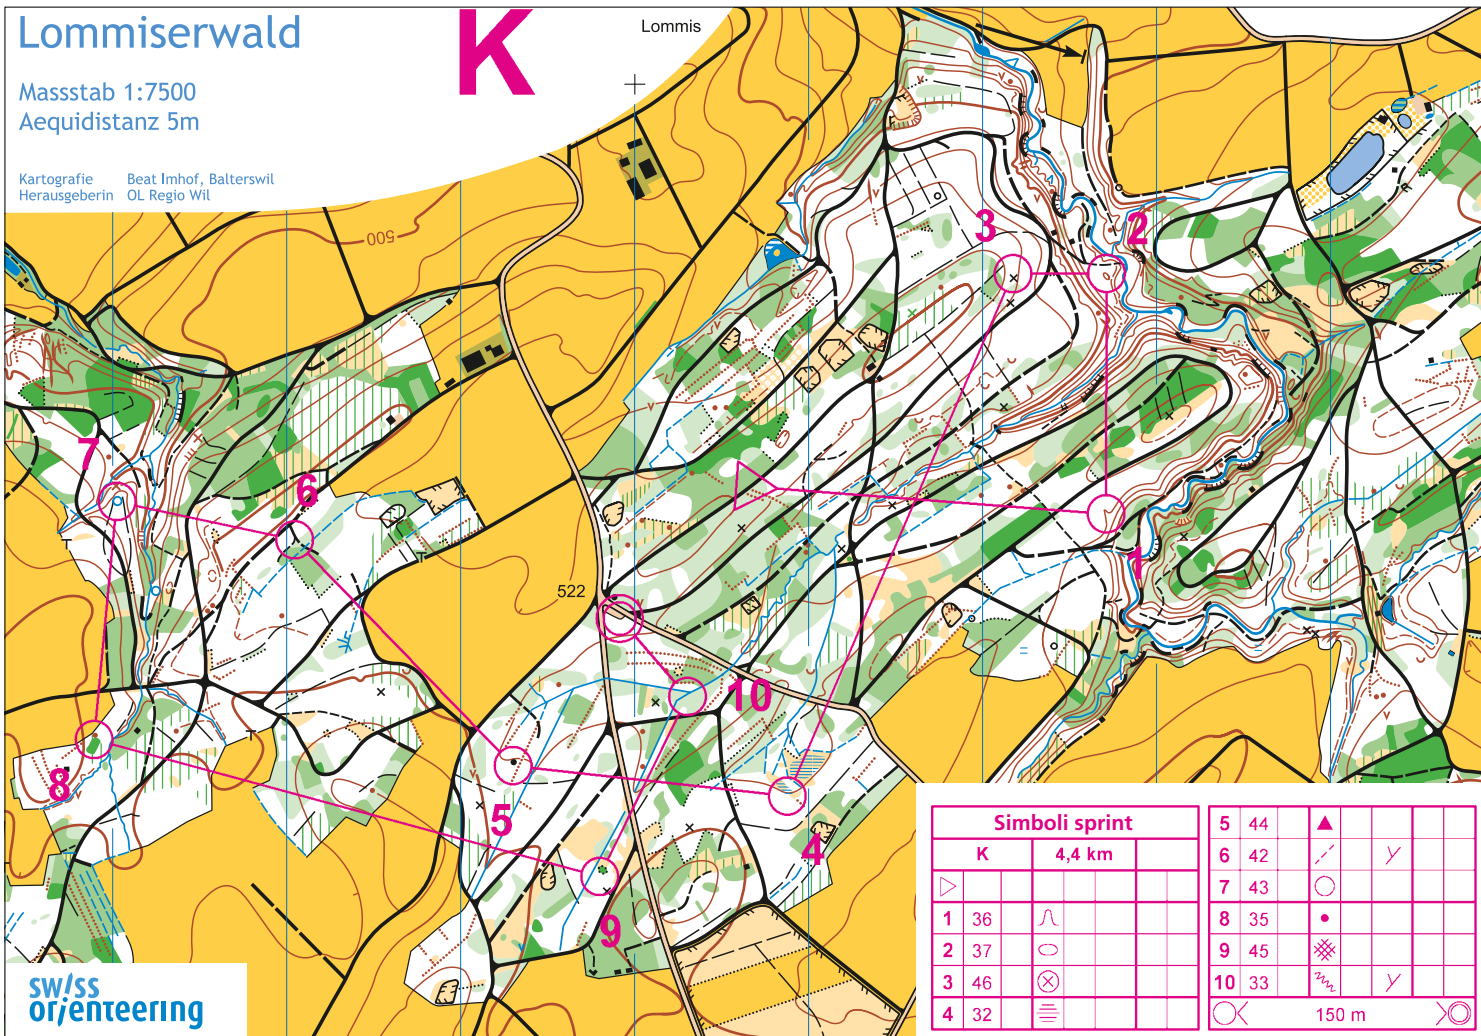 Lommiserwald
K
Lommis
Massstab 1:7500
Aequidistanz 5m
Kartografie Beat Imhof, Balterswil
Herausgeberin OL Regio Wil
500
522
1
2
3
4
5
6
7
8
9
10
Simboli sprint
K 4,4 km
1 36
2 37
3 46
4 32
5 44
6 42
7 43
8 35
9 45
10 33
150 m
swiss
orienteering